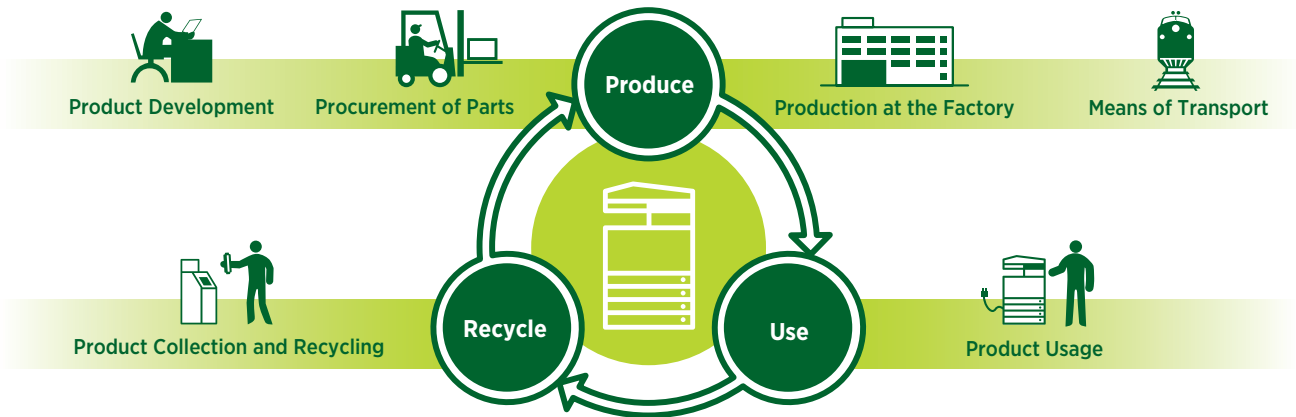 Produce
Product Development
Procurement of Parts
Production at the Factory
Means of Transport
Recycle
Use
Product Collection and Recycling
Product Usage